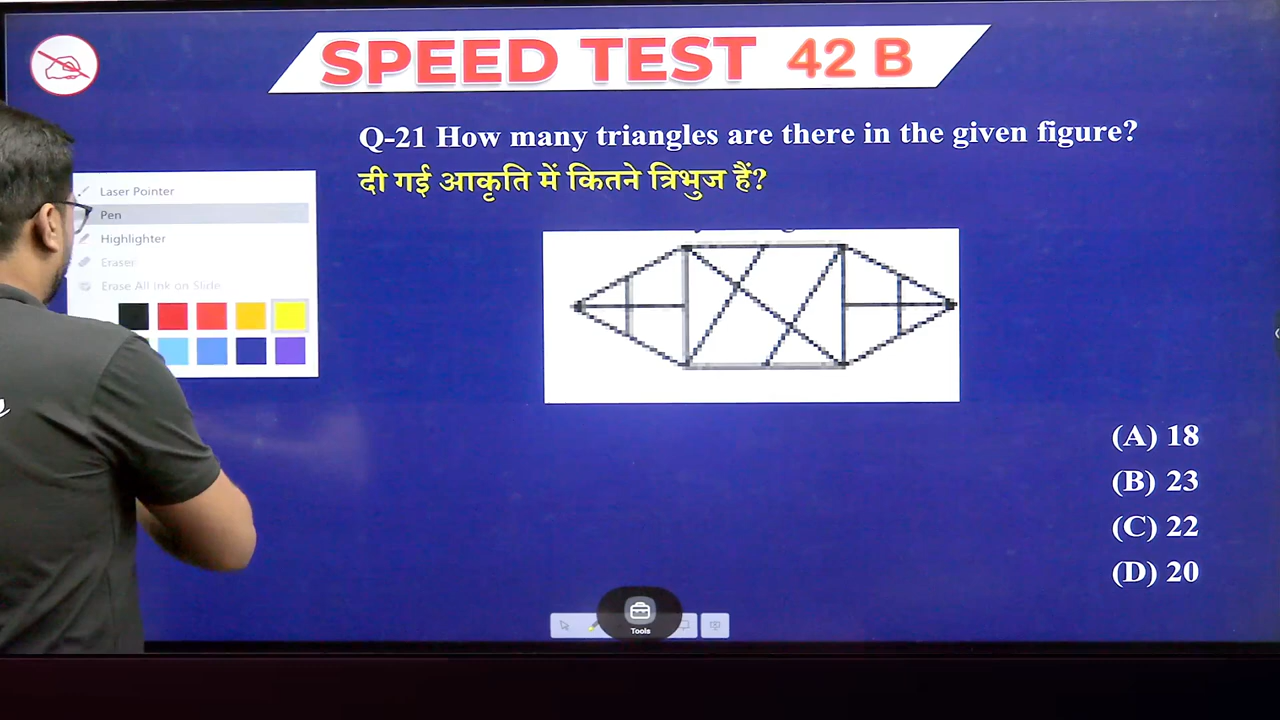 SPEED TEST 42 B
Q-21 How many triangles are there in the given figure?
दी गई आकृति में कितने त्रिभुज हैं?
Laser Pointer
Pen
Highlighter
Eraser
Erase All Ink on Slide
(A) 18
(B) 23
(C) 22
(D) 20
Tools